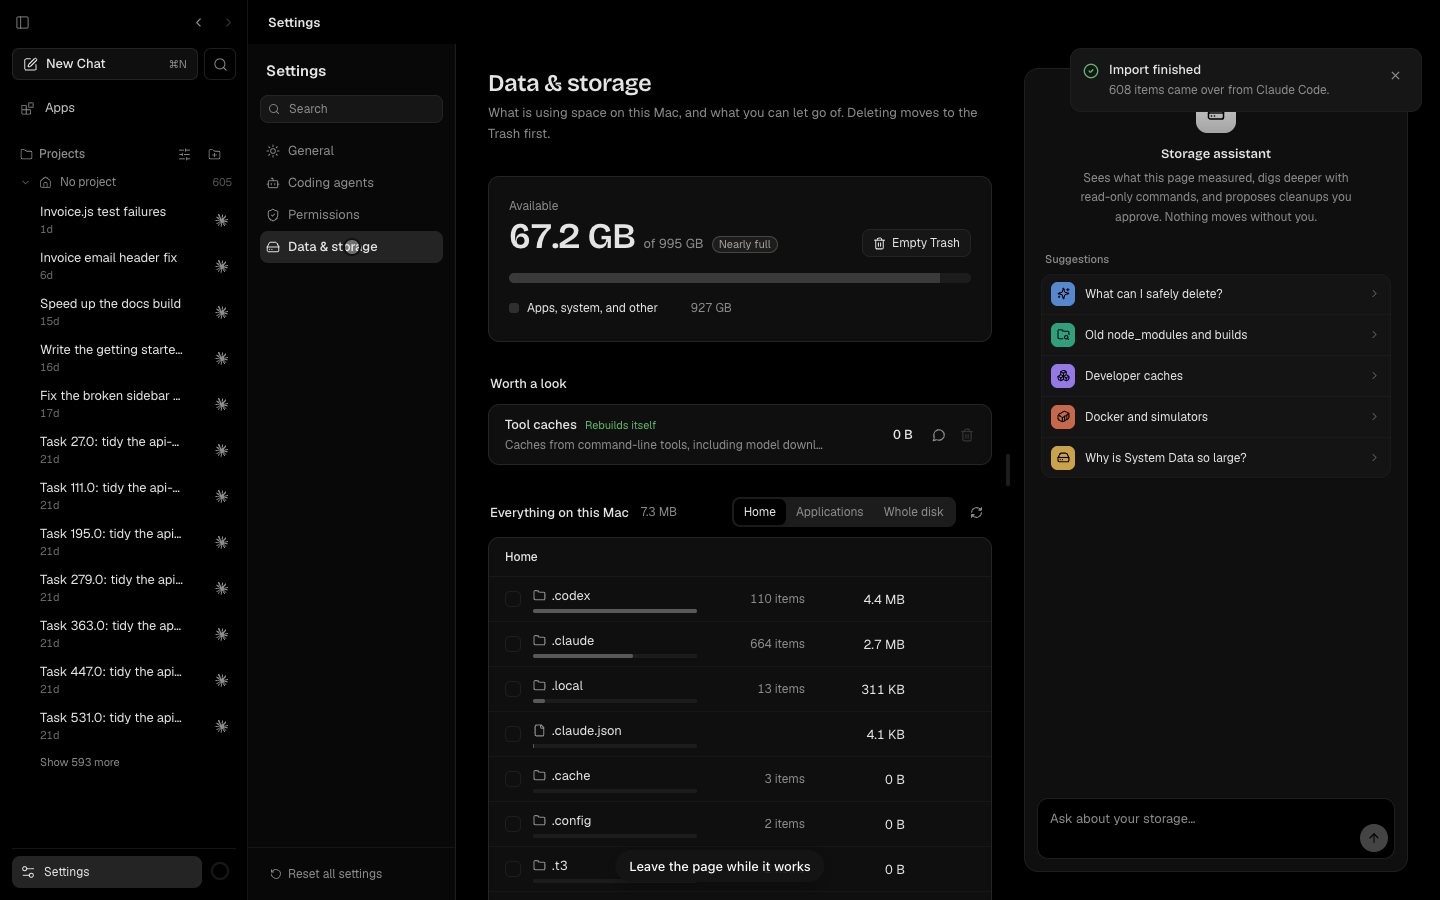 New Chat
⌘N
Apps
Projects
No project
605
Invoice.js test failures
1d
Invoice email header fix
6d
Speed up the docs build
15d
Write the getting starte…
16d
Fix the broken sidebar …
17d
Task 27.0: tidy the api-…
21d
Task 111.0: tidy the api-…
21d
Task 195.0: tidy the api…
21d
Task 279.0: tidy the api…
21d
Task 363.0: tidy the ap…
21d
Task 447.0: tidy the api…
21d
Task 531.0: tidy the api…
21d
Show 593 more
Settings
Settings
Settings
Search
General
Coding agents
Permissions
Data & storage
Reset all settings
Data & storage
What is using space on this Mac, and what you can let go of. Deleting moves to the
Trash first.
Available
67.2 GB of 995 GB Nearly full
Empty Trash
Apps, system, and other 927 GB
Worth a look
Tool caches Rebuilds itself
Caches from command-line tools, including model downl…
0 B
Everything on this Mac 7.3 MB
Home Applications Whole disk
Home
.codex 110 items 4.4 MB
.claude 664 items 2.7 MB
.local 13 items 311 KB
.claude.json 4.1 KB
.cache 3 items 0 B
.config 2 items 0 B
.t3 0 B
Leave the page while it works
Import finished
608 items came over from Claude Code.
Storage assistant
Sees what this page measured, digs deeper with
read-only commands, and proposes cleanups you
approve. Nothing moves without you.
Suggestions
What can I safely delete?
Old node_modules and builds
Developer caches
Docker and simulators
Why is System Data so large?
Ask about your storage…